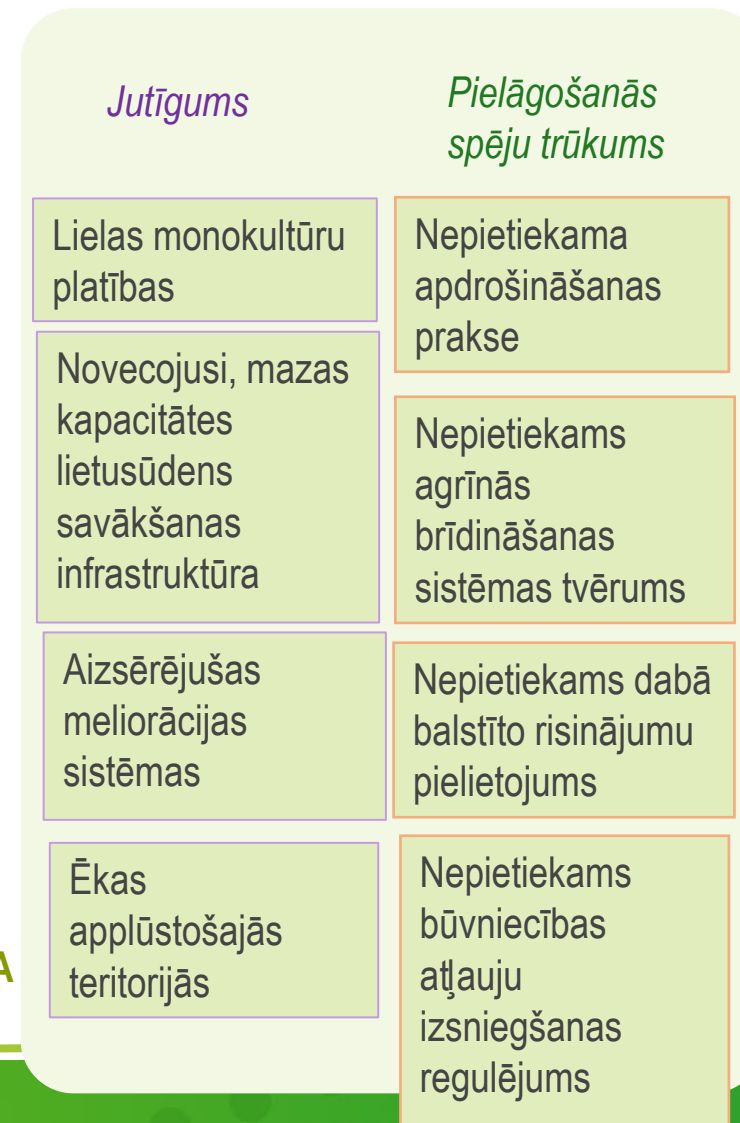 Jutīgums
Lielas monokultūru
platības
Novecojusi, mazas
kapacitātes
lietusūdens
savākšanas
infrastruktūra
Aizsērējušas
meliorācijas
sistēmas
Ēkas
applūstošajās
teritorijās
Pielāgošanās
spēju trūkums
Nepietiekama
apdrošināšanas
prakse
Nepietiekams
agrīnās
brīdināšanas
sistēmas tvērums
Nepietiekams dabā
balstīto risinājumu
pielietojums
Nepietiekams
būvniecības
atļauju
izsniegšanas
regulējums
A